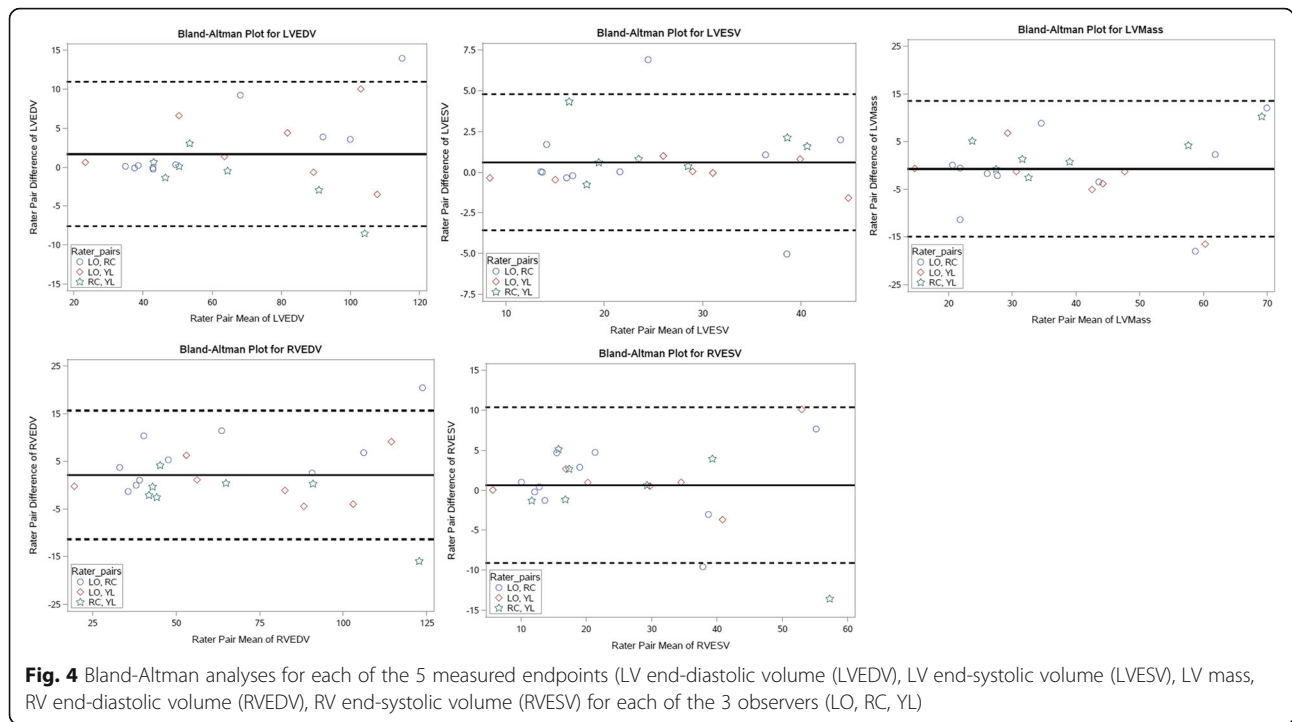 Bland-Altman Plot for LVEDV
Rater Pair Difference of LVEDV
15
10
5
0
-5
-10
-15
Rater_pairs
LO, RC
LO, YL
RC, YL
20 40 60 80 100 120
Rater Pair Mean of LVEDV
Bland-Altman Plot for LVESV
Rater Pair Difference of LVESV
7.5
5.0
2.5
0.0
-2.5
-5.0
-7.5
Rater_pairs
LO, RC
LO, YL
RC, YL
10 20 30 40
Rater Pair Mean of LVESV
Bland-Altman Plot for LVMass
Rater Pair Difference of LVMass
25
15
5
-5
-15
-25
Rater_pairs
LO, RC
LO, YL
RC, YL
20 30 40 50 60 70
Rater Pair Mean of LVMass
Bland-Altman Plot for RVEDV
Rater Pair Difference of RVEDV
25
15
5
-5
-15
-25
Rater_pairs
LO, RC
LO, YL
RC, YL
25 50 75 100 125
Rater Pair Mean of RVEDV
Bland-Altman Plot for RVESV
Rater Pair Difference of RVESV
15
10
5
0
-5
-10
-15
Rater_pairs
LO, RC
LO, YL
RC, YL
10 20 30 40 50 60
Rater Pair Mean of RVESV
Fig. 4 Bland-Altman analyses for each of the 5 measured endpoints (LV end-diastolic volume (LVEDV), LV end-systolic volume (LVESV), LV mass,
RV end-diastolic volume (RVEDV), RV end-systolic volume (RVESV) for each of the 3 observers (LO, RC, YL)